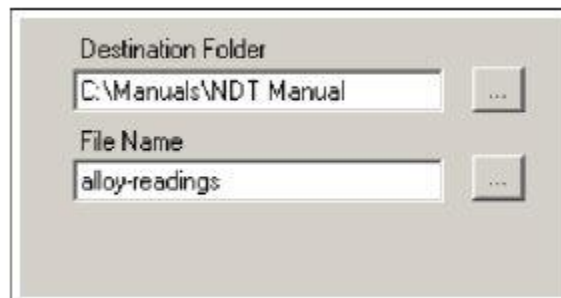 Destination Folder
C:\Manuals\NDT Manual
...
File Name
alloy-readings
...